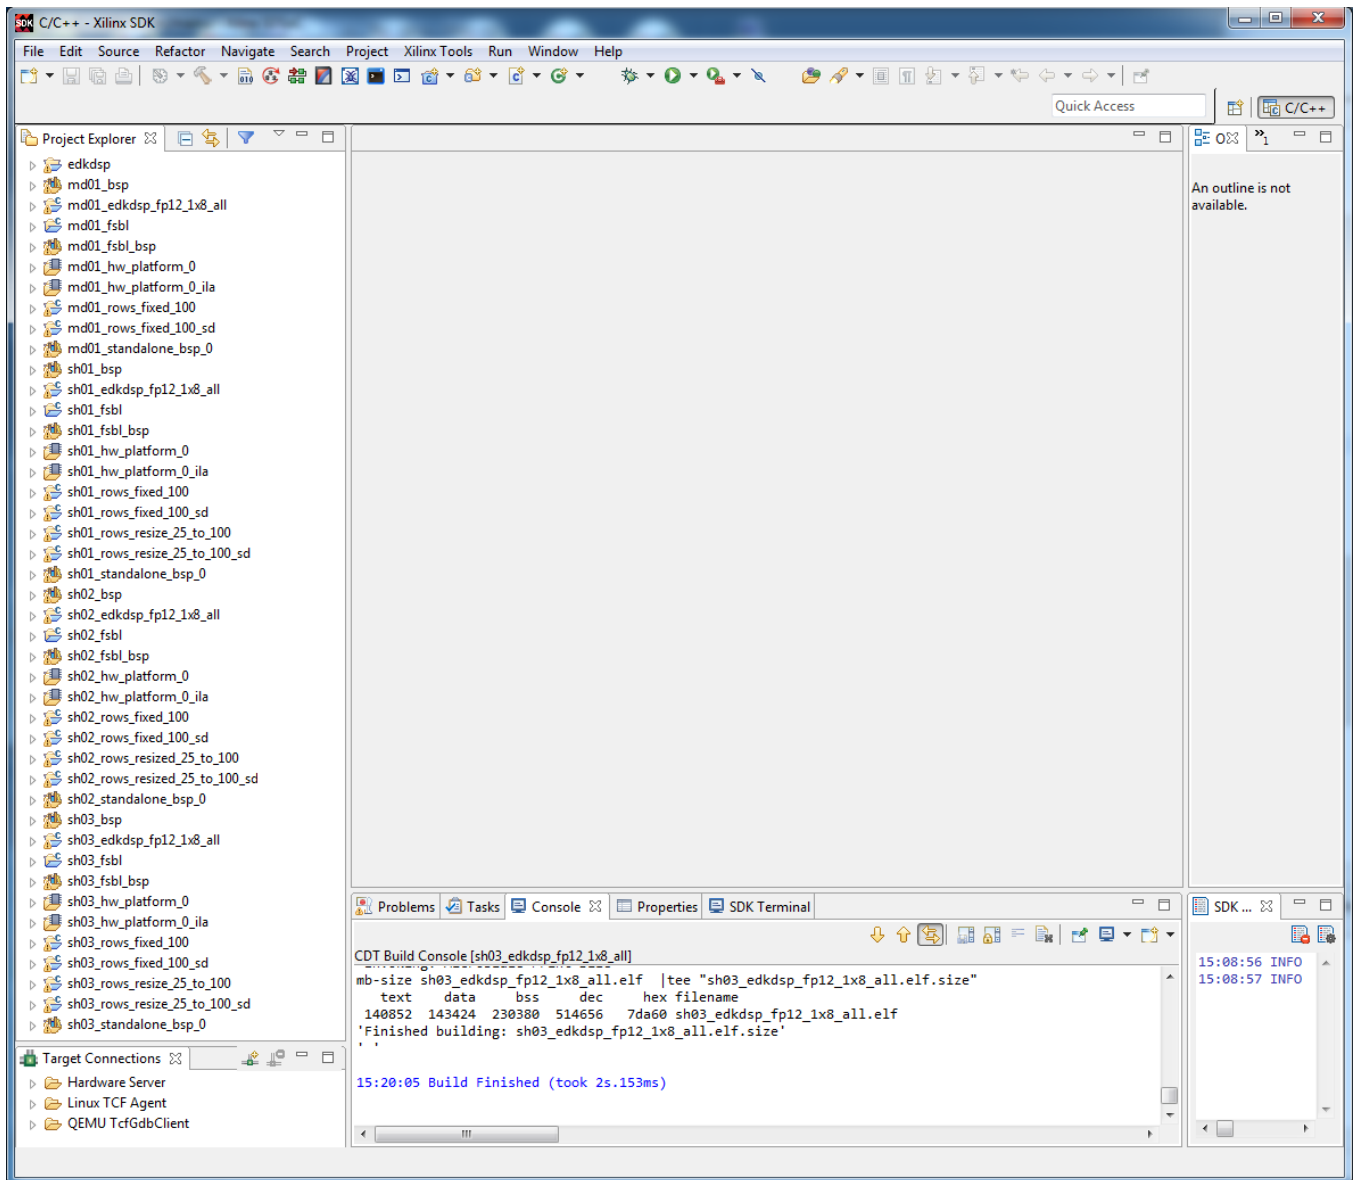 C/C++ - Xilinx SDK
File Edit Source Refactor Navigate Search Project Xilinx Tools Run Window Help
Quick Access
C/C++
Project Explorer
edkdsp
md01_bsp
md01_edkdsp_fp12_1x8_all
md01_fsbl
md01_fsbl_bsp
md01_hw_platform_0
md01_hw_platform_0_ila
md01_rows_fixed_100
md01_rows_fixed_100_sd
md01_standalone_bsp_0
sh01_bsp
sh01_edkdsp_fp12_1x8_all
sh01_fsbl
sh01_fsbl_bsp
sh01_hw_platform_0
sh01_hw_platform_0_ila
sh01_rows_fixed_100
sh01_rows_fixed_100_sd
sh01_rows_resize_25_to_100
sh01_rows_resize_25_to_100_sd
sh01_standalone_bsp_0
sh02_bsp
sh02_edkdsp_fp12_1x8_all
sh02_fsbl
sh02_fsbl_bsp
sh02_hw_platform_0
sh02_hw_platform_0_ila
sh02_rows_fixed_100
sh02_rows_fixed_100_sd
sh02_rows_resized_25_to_100
sh02_rows_resized_25_to_100_sd
sh02_standalone_bsp_0
sh03_bsp
sh03_edkdsp_fp12_1x8_all
sh03_fsbl
sh03_fsbl_bsp
sh03_hw_platform_0
sh03_hw_platform_0_ila
sh03_rows_fixed_100
sh03_rows_fixed_100_sd
sh03_rows_resize_25_to_100
sh03_rows_resize_25_to_100_sd
sh03_standalone_bsp_0
Target Connections
Hardware Server
Linux TCF Agent
QEMU TcfGdbClient
O
An outline is not
available.
Problems Tasks Console Properties SDK Terminal
CDT Build Console [sh03_edkdsp_fp12_1x8_all]
mb-size sh03_edkdsp_fp12_1x8_all.elf |tee "sh03_edkdsp_fp12_1x8_all.elf.size"
text data bss dec hex filename
140852 143424 230380 514656 7da60 sh03_edkdsp_fp12_1x8_all.elf
'Finished building: sh03_edkdsp_fp12_1x8_all.elf.size'
' '
15:20:05 Build Finished (took 2s.153ms)
SDK ...
15:08:56 INFO
15:08:57 INFO